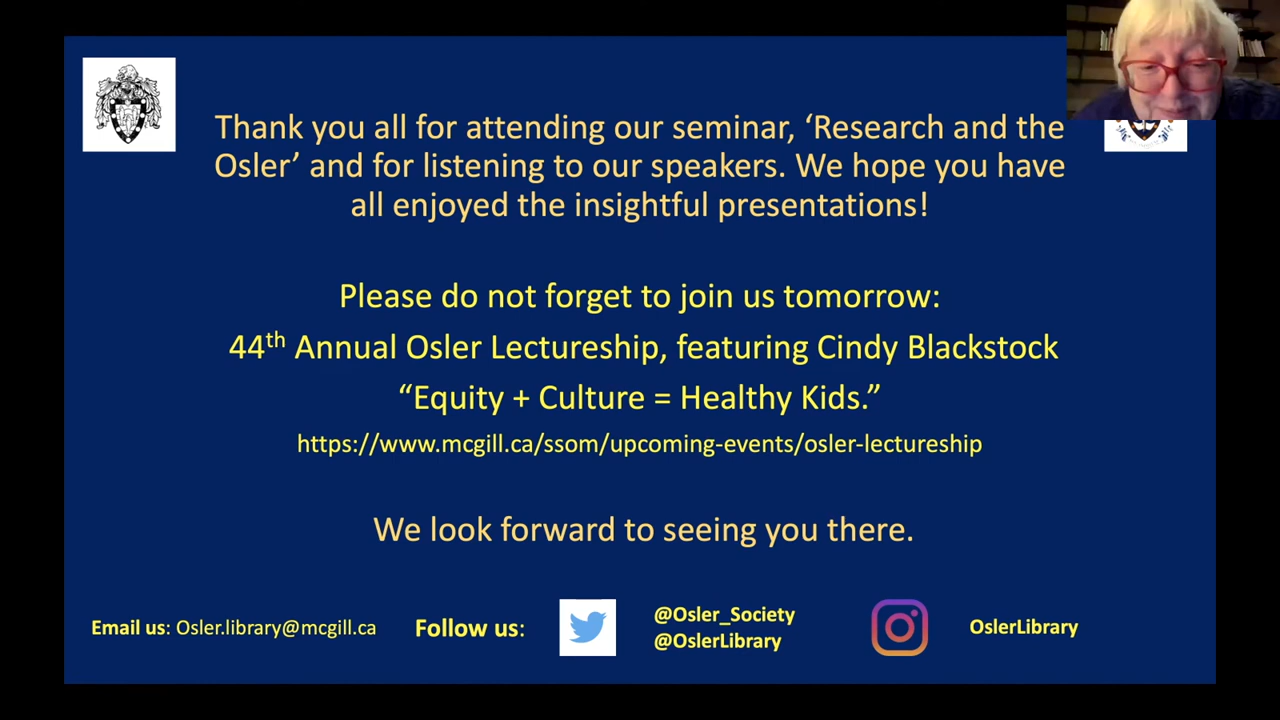 Thank you all for attending our seminar, ‘Research and the
Osler’ and for listening to our speakers. We hope you have
all enjoyed the insightful presentations!
Please do not forget to join us tomorrow:
44th Annual Osler Lectureship, featuring Cindy Blackstock
“Equity + Culture = Healthy Kids.”
https://www.mcgill.ca/ssom/upcoming-events/osler-lectureship
We look forward to seeing you there.
Email us: Osler.library@mcgill.ca
Follow us:
@Osler_Society
@OslerLibrary
OslerLibrary